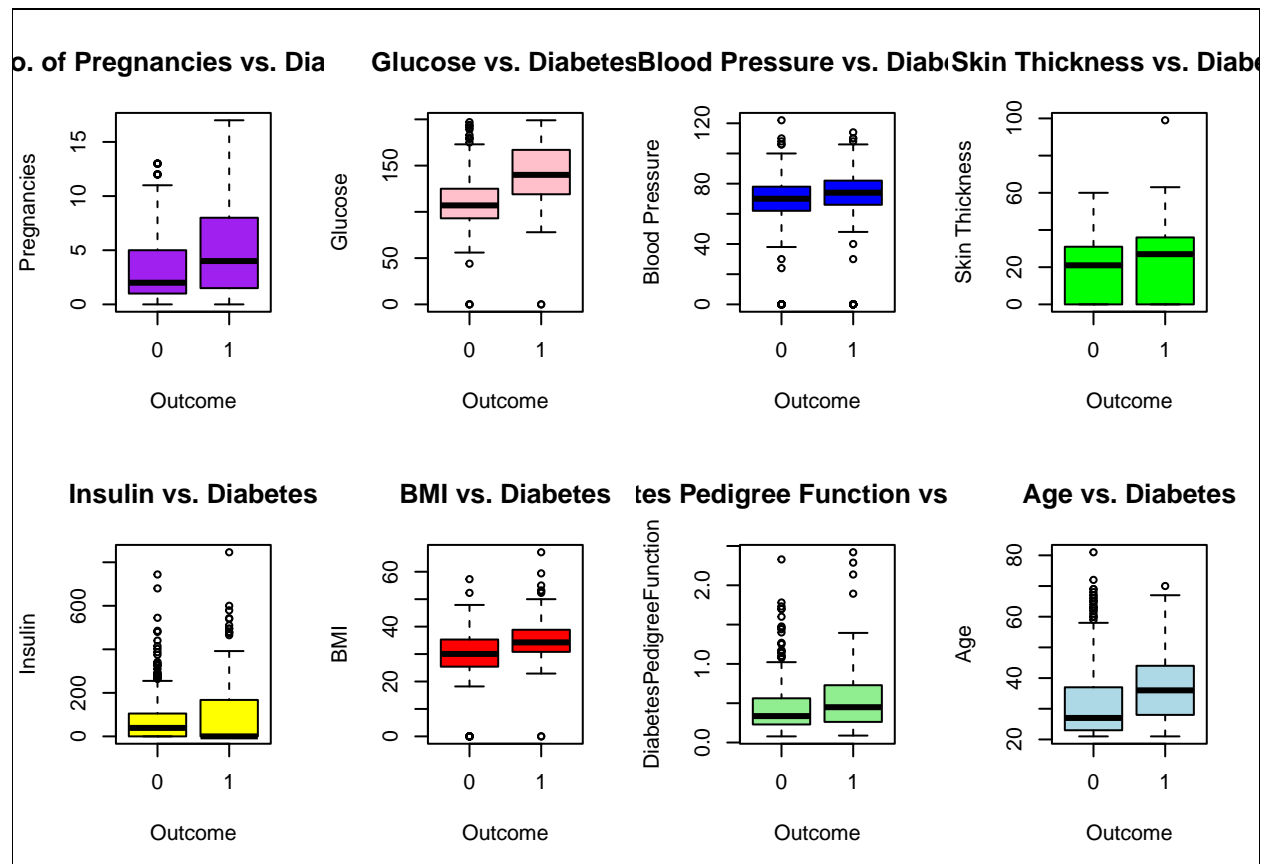 o. of Pregnancies vs. Dia
Glucose vs. Diabetes
Blood Pressure vs. Diab
Skin Thickness vs. Diabe
Pregnancies
0
5
10
15
0
1
Outcome
Glucose
0
50
150
0
1
Outcome
Blood Pressure
0
40
80
120
0
1
Outcome
Skin Thickness
0
20
60
100
0
1
Outcome
Insulin vs. Diabetes
BMI vs. Diabetes
tes Pedigree Function vs
Age vs. Diabetes
Insulin
0
200
600
0
1
Outcome
BMI
0
20
40
60
0
1
Outcome
DiabetesPedigreeFunction
0.0
1.0
2.0
0
1
Outcome
Age
20
40
60
80
0
1
Outcome